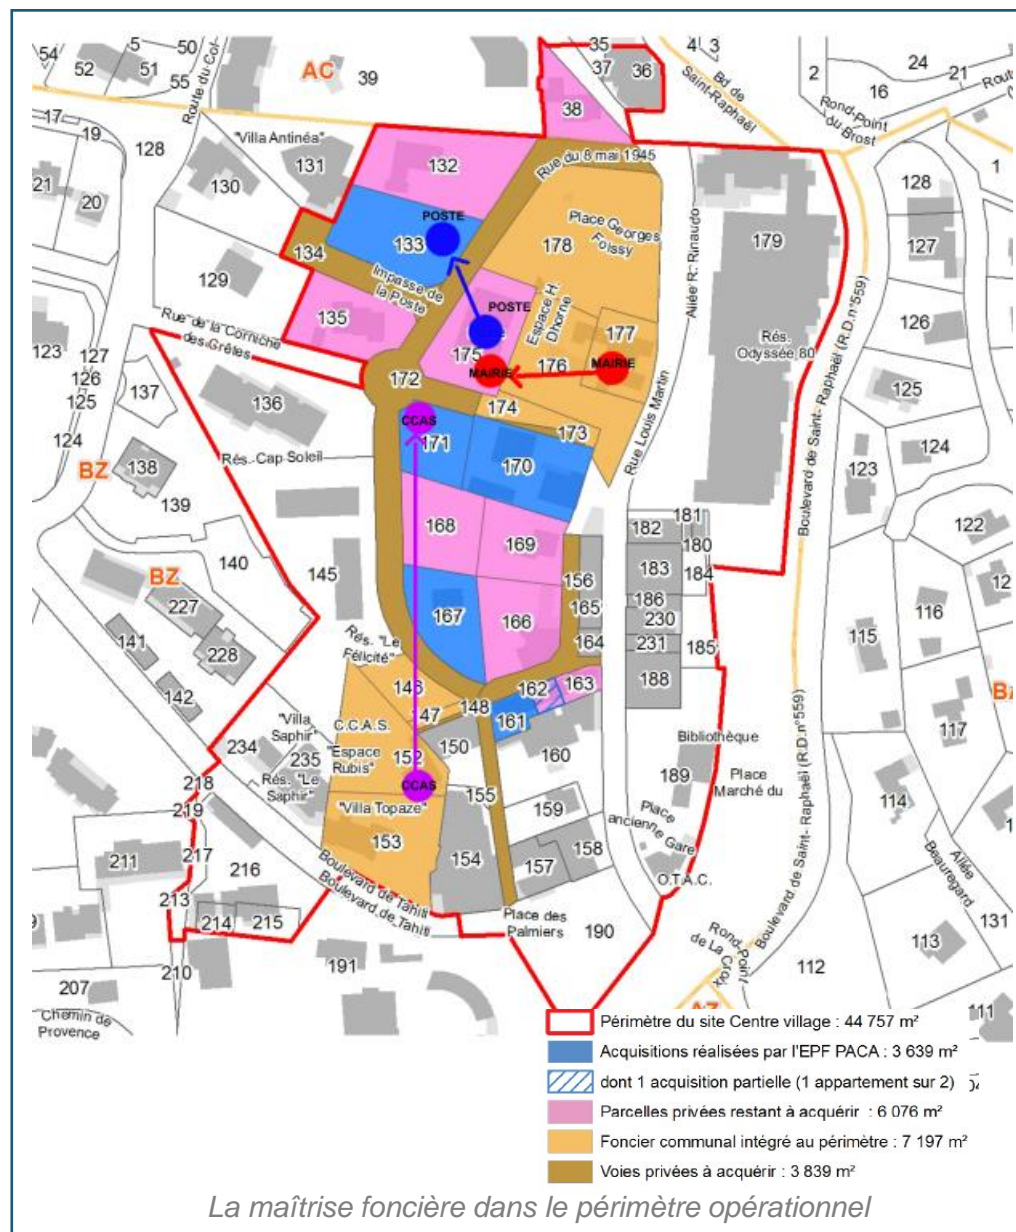 54
5
50
52
51
55
Route du Col
AC
39
35
37
36
4
3
Bd de
Saint-Raphaël
2
24
21
16
Rond-Point
du Brost
38
17
19
128
"Villa Antinéa"
131
130
132
Rue du 8 mai 1945
1
21
20
POSTE
133
134
Place Georges
Foissy
178
Allée R. Rinaudo
179
128
127
129
Impasse de
la Poste
135
POSTE
175
MAIRIE
Espace H.
Dhorne
176
177
MAIRIE
Rés.
Odyssée 80
126
Rue de la Corniche
des Grêtes
123
127
126
125
137
136
172
174
173
CCAS
171
170
Rue Louis Martin
125
124
124
BZ
138
139
Rés. Cap Soleil
123
Boulevard de Saint- Raphaël (R.D.n°559)
168
169
182
181
180
122
140
145
BZ
227
156
183
184
12
167
166
165
186
230
116
141
228
Rés. "Le
Félicité"
164
231
185
115
142
146
162
163
188
148
147
161
117
"Villa
Saphir"
C.C.A.S.
234
235
"Espace
Rubis"
152
150
160
Bibliothèque
189
Place
Marché du
218
Rés. "Le
Saphir"
CCAS
155
219
"Villa Topaze"
159
Place
ancienne Gare
114
153
154
158
157
211
217
216
Allée
Beauregard
Boulevard de Tahiti
Boulevard de Tahiti
O.T.A.C.
213
214
215
Place des
Palmiers
190
Boulevard de Saint- Raphaël (R.D.n°559)
131
113
Rond-Point
de La Croix
112
210
191
207
Chemin de
Provence
Périmètre du site Centre village : 44 757 m²
Acquisitions réalisées par l'EPF PACA : 3 639 m²
dont 1 acquisition partielle (1 appartement sur 2)
Parcelles privées restant à acquérir : 6 076 m²
Foncier communal intégré au périmètre : 7 197 m²
Voies privées à acquérir : 3 839 m²
La maîtrise foncière dans le périmètre opérationnel